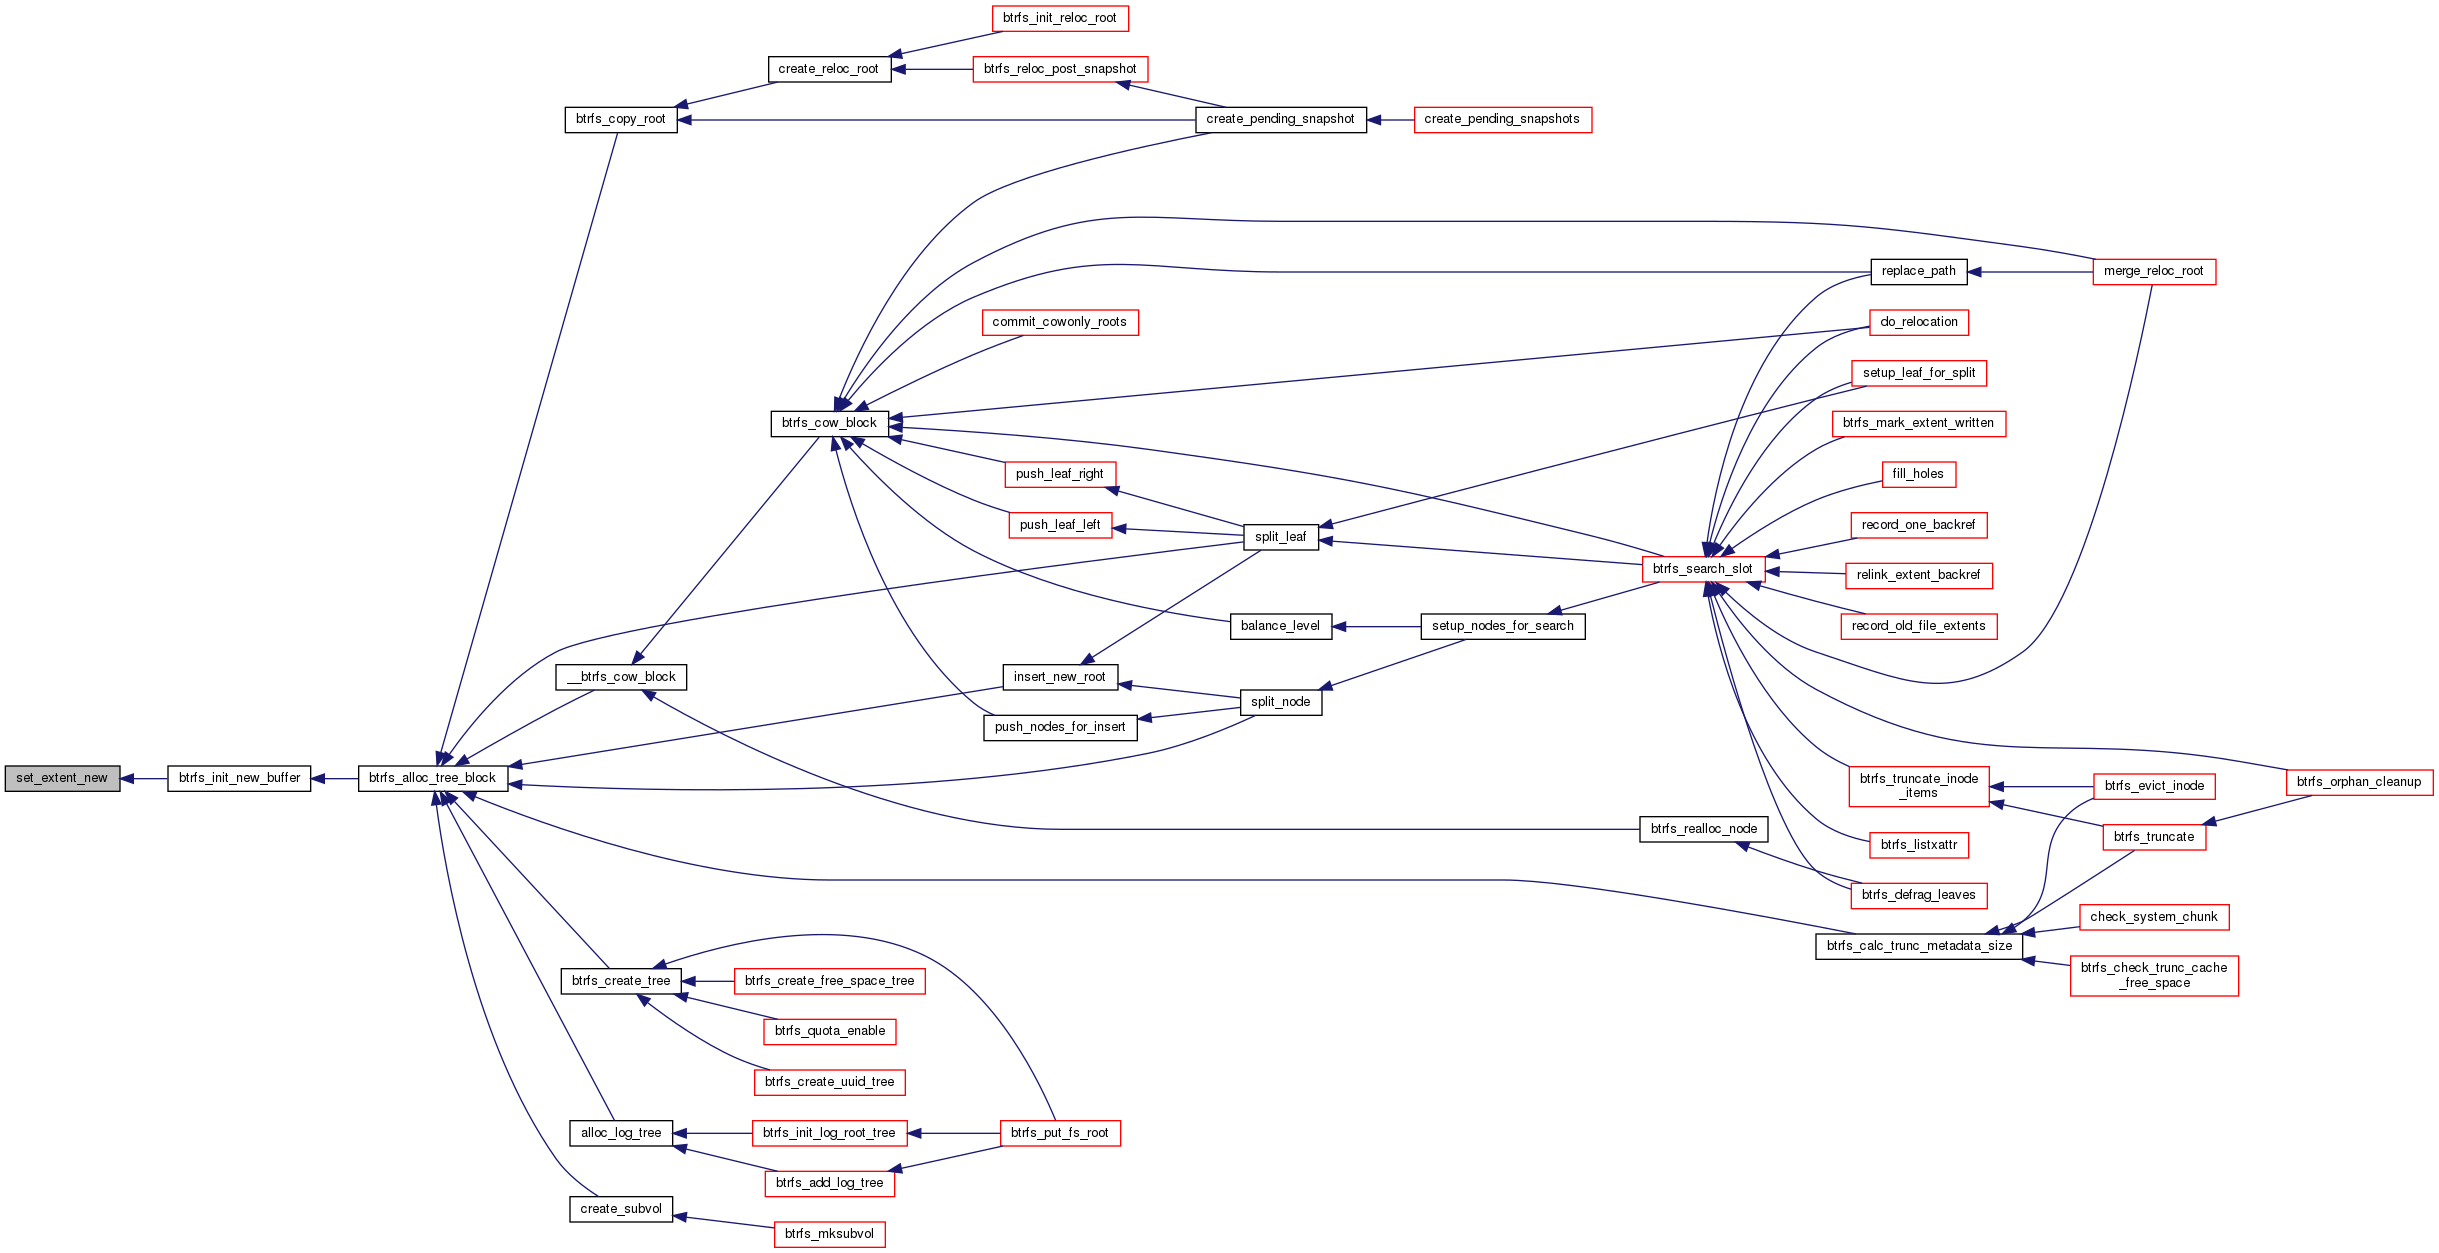 btrfs_init_reloc_root
create_reloc_root
btrfs_reloc_post_snapshot
btrfs_copy_root
create_pending_snapshot
create_pending_snapshots
replace_path
merge_reloc_root
commit_cowonly_roots
do_relocation
setup_leaf_for_split
btrfs_cow_block
btrfs_mark_extent_written
push_leaf_right
fill_holes
push_leaf_left
record_one_backref
split_leaf
btrfs_search_slot
relink_extent_backref
balance_level
setup_nodes_for_search
record_old_file_extents
__btrfs_cow_block
insert_new_root
split_node
push_nodes_for_insert
set_extent_new
btrfs_init_new_buffer
btrfs_alloc_tree_block
btrfs_truncate_inode
_items
btrfs_evict_inode
btrfs_orphan_cleanup
btrfs_realloc_node
btrfs_truncate
btrfs_listxattr
btrfs_defrag_leaves
check_system_chunk
btrfs_calc_trunc_metadata_size
btrfs_check_trunc_cache
_free_space
btrfs_create_tree
btrfs_create_free_space_tree
btrfs_quota_enable
btrfs_create_uuid_tree
alloc_log_tree
btrfs_init_log_root_tree
btrfs_put_fs_root
btrfs_add_log_tree
create_subvol
btrfs_mksubvol